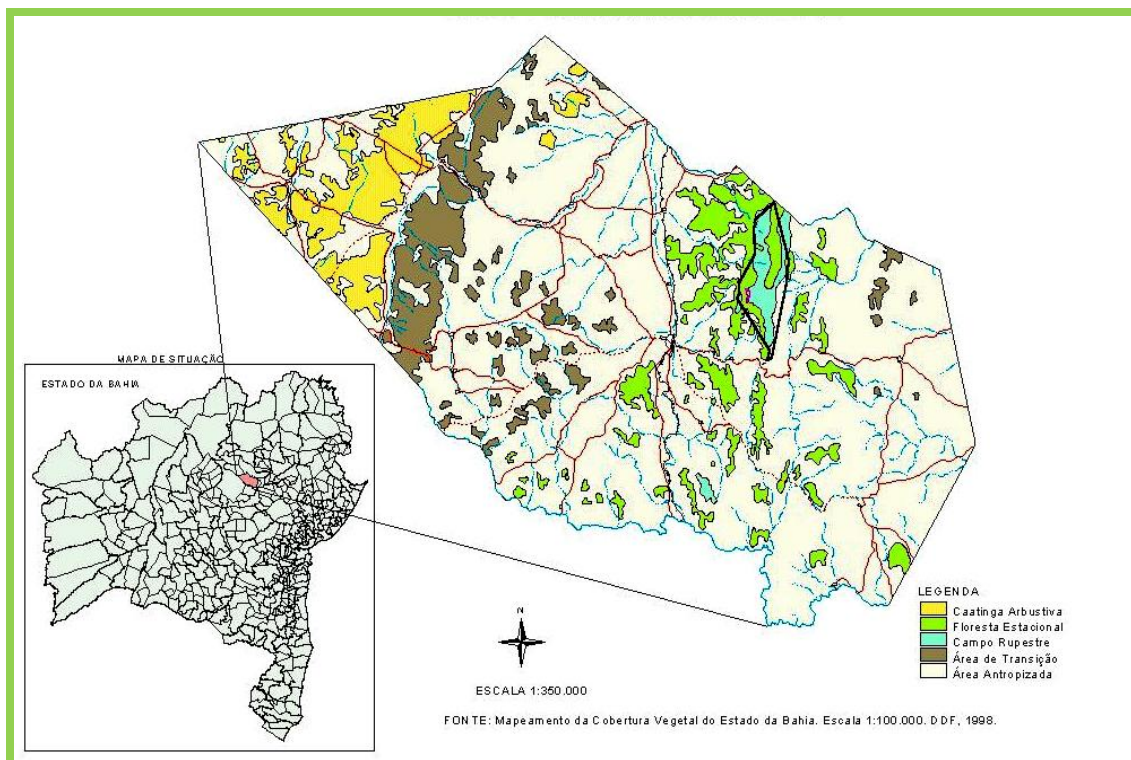 MAPA DE SITUAÇÃO
ESTADO DA BAHIA
N
ESCALA 1:350.000
LEGENDA
Caatinga Arbustiva
Floresta Estacional
Campo Rupestre
Área de Transição
Área Antropizada
FONTE: Mapeamento da Cobertura Vegetal do Estado da Bahia. Escala 1:100.000. DDF, 1998.